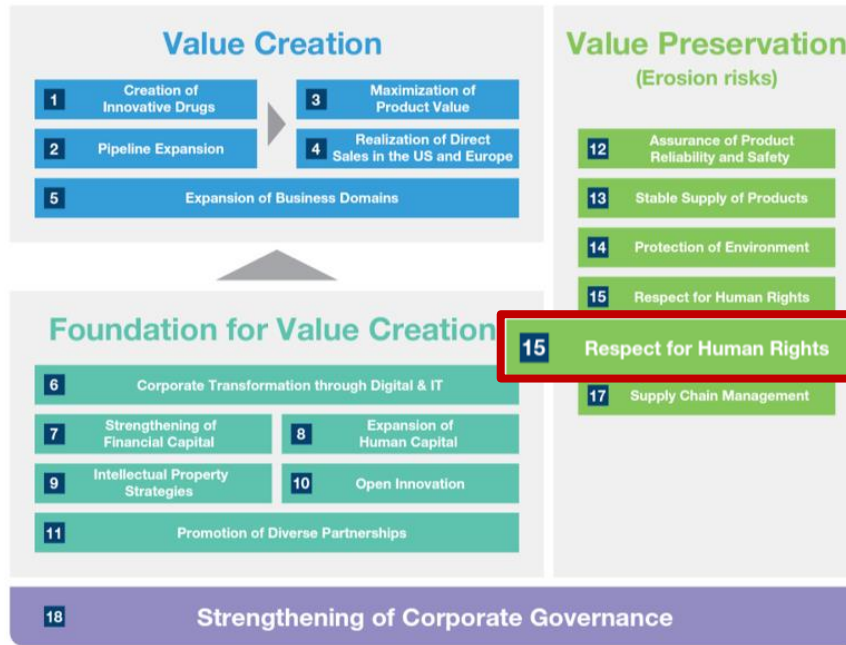 Value Creation
1
Creation of
Innovative Drugs
2
Pipeline Expansion
3
Maximization of
Product Value
4
Realization of Direct
Sales in the US and Europe
5
Expansion of Business Domains
Foundation for Value Creation
6
Corporate Transformation through Digital & IT
7
Strengthening of
Financial Capital
8
Expansion of
Human Capital
9
Intellectual Property
Strategies
10
Open Innovation
11
Promotion of Diverse Partnerships
Value Preservation
(Erosion risks)
12
Assurance of Product
Reliability and Safety
13
Stable Supply of Products
14
Protection of Environment
15
Respect for Human Rights
15
Respect for Human Rights
17
Supply Chain Management
18
Strengthening of Corporate Governance